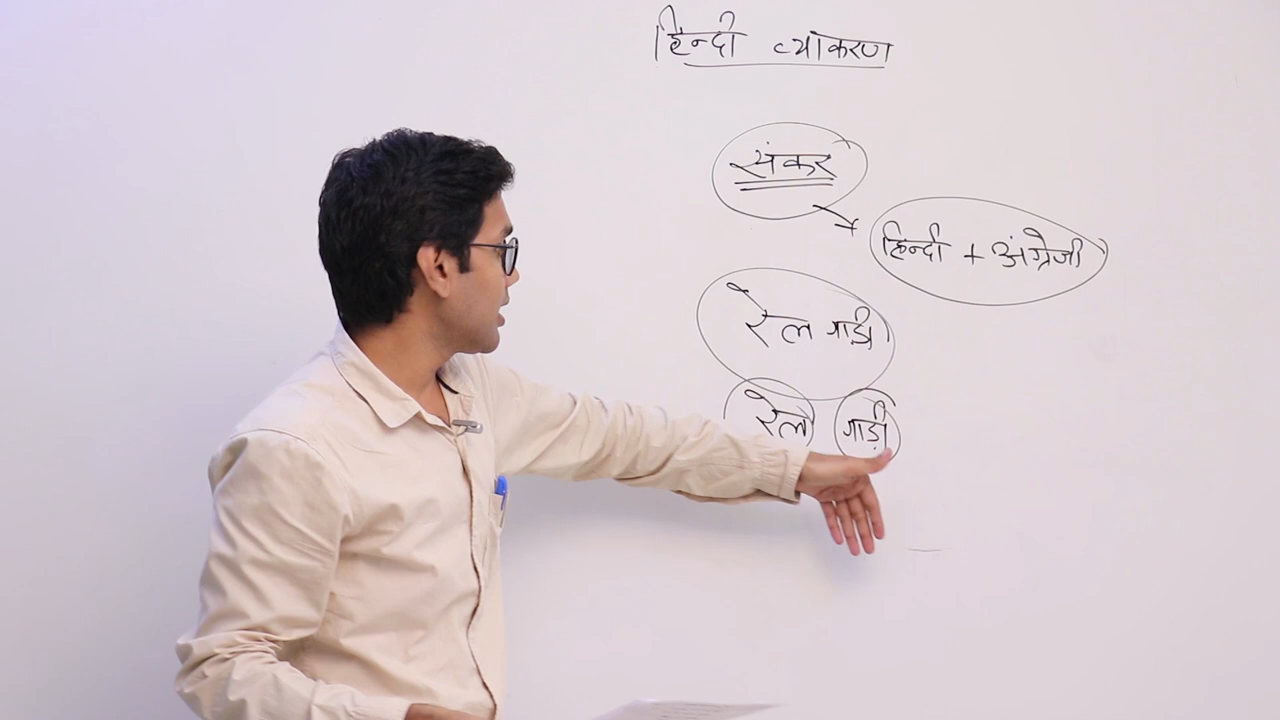 हिन्दी व्याकरण
संकर
हिन्दी + अंग्रेजी
रेल गाड़ी
रेल गाड़ी